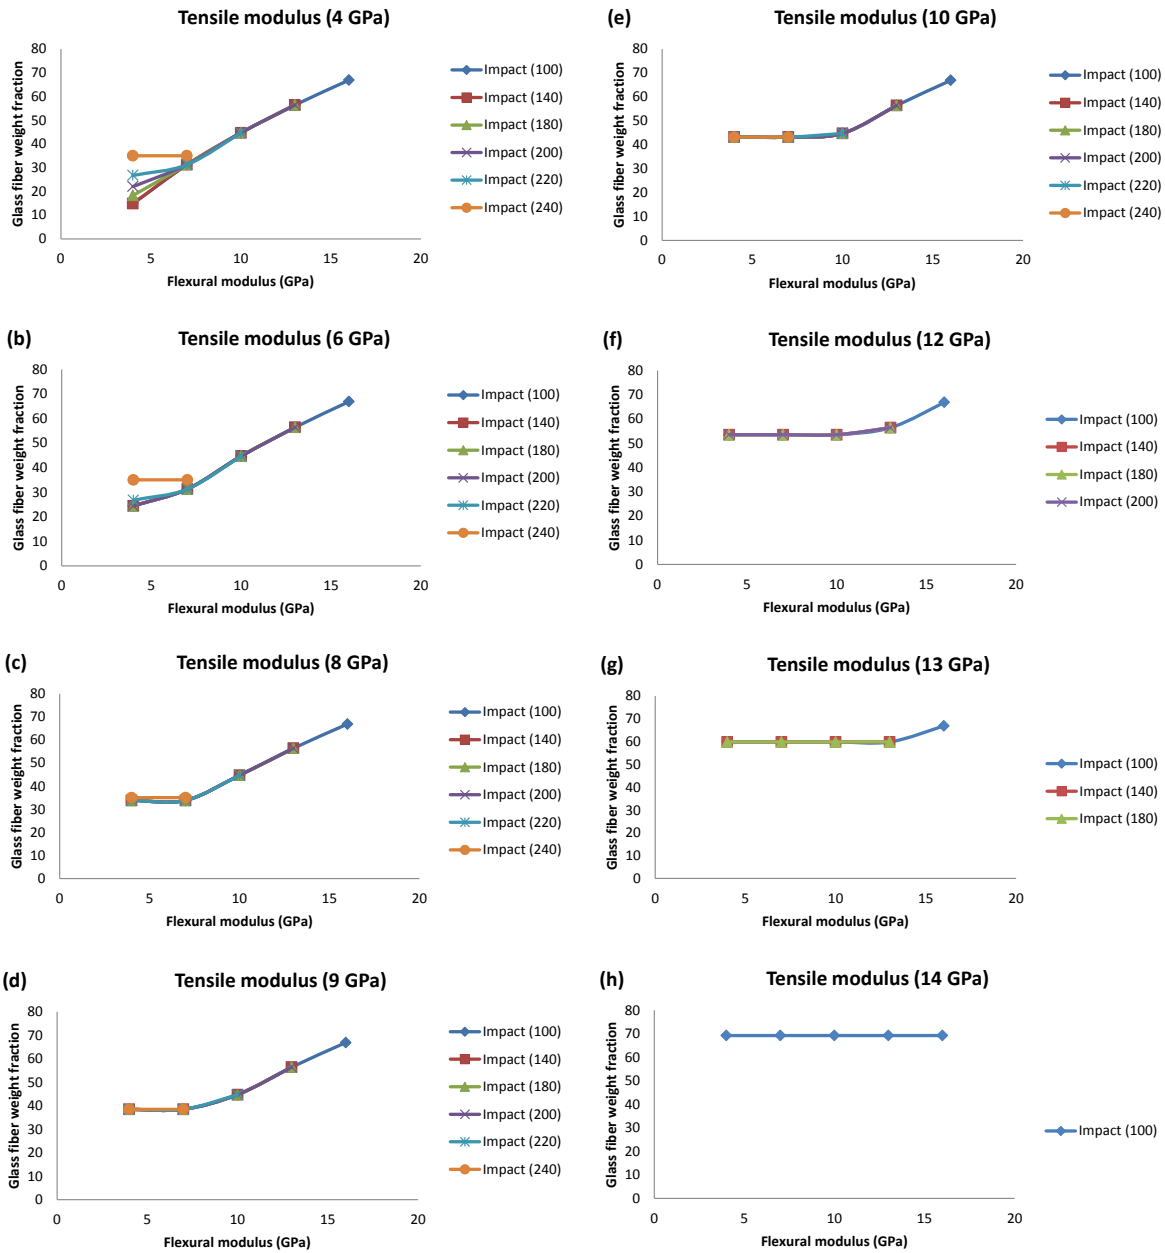 Tensile modulus (4 GPa)
Glass fiber weight fraction
80
70
60
50
40
30
20
10
0
0
5
10
15
20
Flexural modulus (GPa)
Impact (100)
Impact (140)
Impact (180)
Impact (200)
Impact (220)
Impact (240)
(b)
Tensile modulus (6 GPa)
Glass fiber weight fraction
80
70
60
50
40
30
20
10
0
0
5
10
15
20
Flexural modulus (GPa)
Impact (100)
Impact (140)
Impact (180)
Impact (200)
Impact (220)
Impact (240)
(c)
Tensile modulus (8 GPa)
Glass fiber weight fraction
80
70
60
50
40
30
20
10
0
0
5
10
15
20
Flexural modulus (GPa)
Impact (100)
Impact (140)
Impact (180)
Impact (200)
Impact (220)
Impact (240)
(d)
Tensile modulus (9 GPa)
Glass fiber weight fraction
80
70
60
50
40
30
20
10
0
0
5
10
15
20
Flexural modulus (GPa)
Impact (100)
Impact (140)
Impact (180)
Impact (200)
Impact (220)
Impact (240)
(e)
Tensile modulus (10 GPa)
Glass fiber weight fraction
80
70
60
50
40
30
20
10
0
0
5
10
15
20
Flexural modulus (GPa)
Impact (100)
Impact (140)
Impact (180)
Impact (200)
Impact (220)
Impact (240)
(f)
Tensile modulus (12 GPa)
Glass fiber weight fraction
80
70
60
50
40
30
20
10
0
0
5
10
15
20
Flexural modulus (GPa)
Impact (100)
Impact (140)
Impact (180)
Impact (200)
(g)
Tensile modulus (13 GPa)
Glass fiber weight fraction
80
70
60
50
40
30
20
10
0
0
5
10
15
20
Flexural modulus (GPa)
Impact (100)
Impact (140)
Impact (180)
(h)
Tensile modulus (14 GPa)
Glass fiber weight fraction
80
70
60
50
40
30
20
10
0
0
5
10
15
20
Flexural modulus (GPa)
Impact (100)